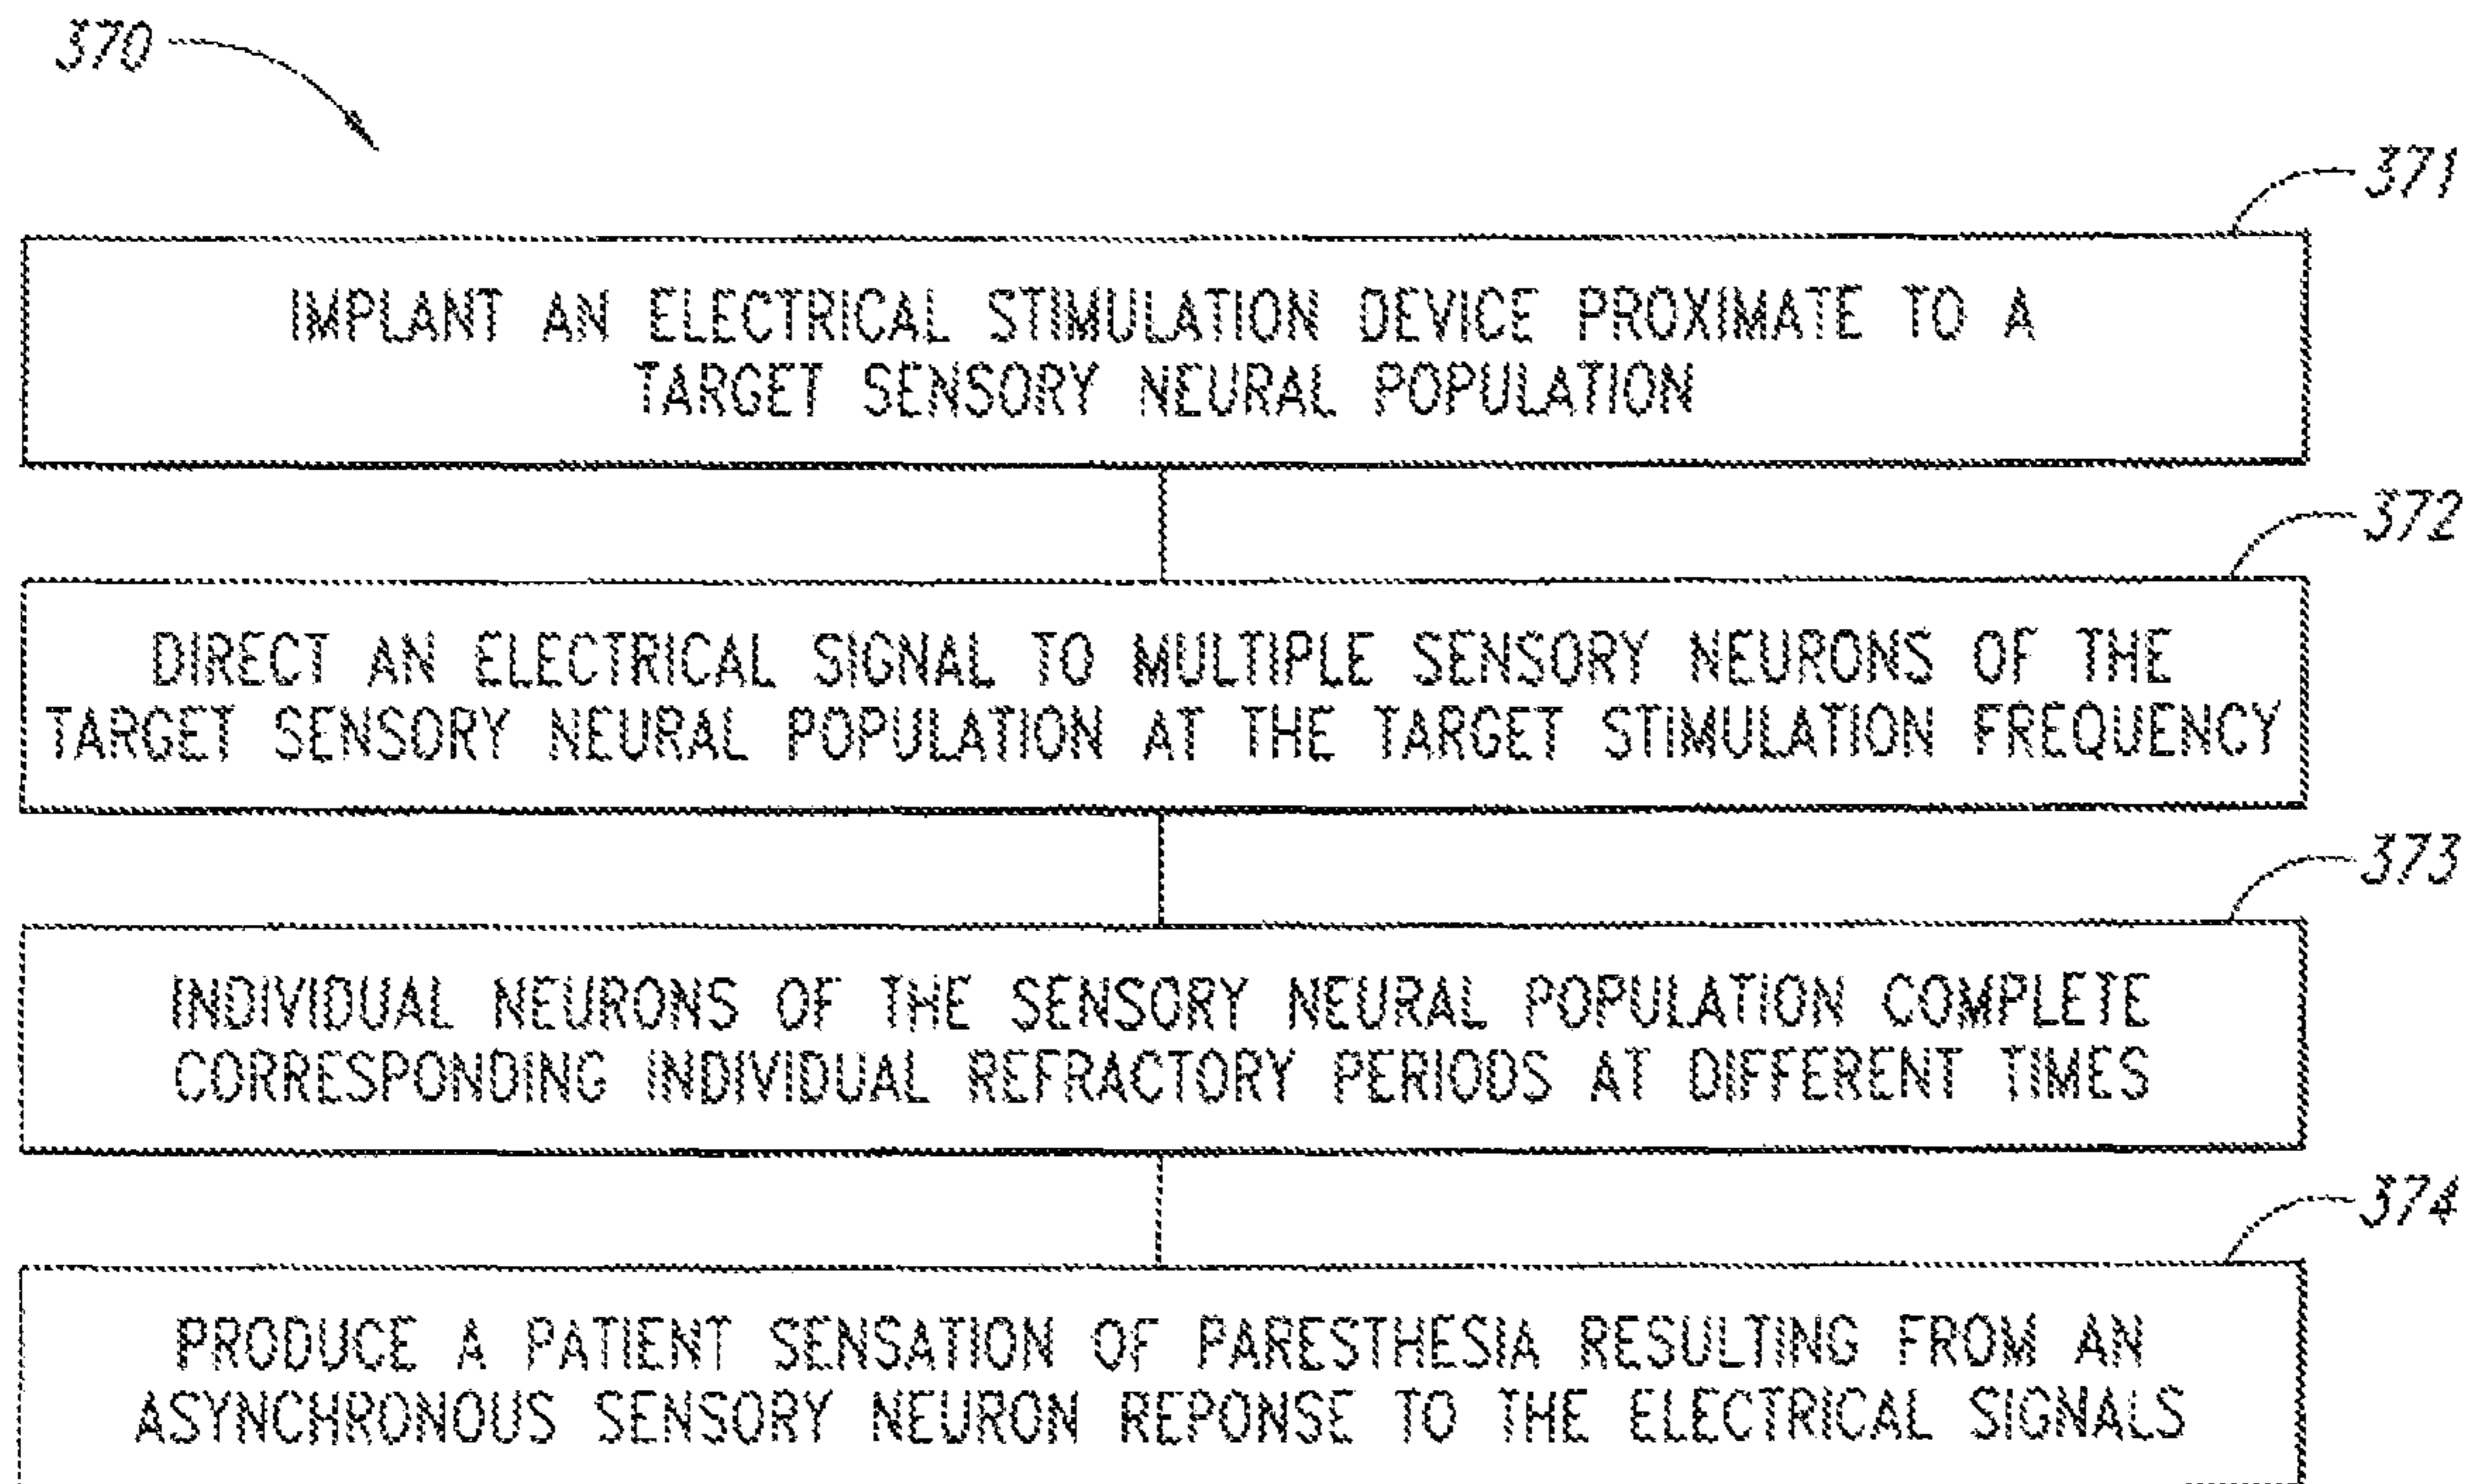 370
371
IMPLANT AN ELECTRICAL STIMULATION DEVICE PROXIMATE TO A
TARGET SENSORY NEURAL POPULATION
372
DIRECT AN ELECTRICAL SIGNAL TO MULTIPLE SENSORY NEURONS OF THE
TARGET SENSORY NEURAL POPULATION AT THE TARGET STIMULATION FREQUENCY
373
INDIVIDUAL NEURONS OF THE SENSORY NEURAL POPULATION COMPLETE
CORRESPONDING INDIVIDUAL REFRACTORY PERIODS AT DIFFERENT TIMES
374
PRODUCE A PATIENT SENSATION OF PARESTHESIA RESULTING FROM AN
ASYNCHRONOUS SENSORY NEURON REPONSE TO THE ELECTRICAL SIGNALS